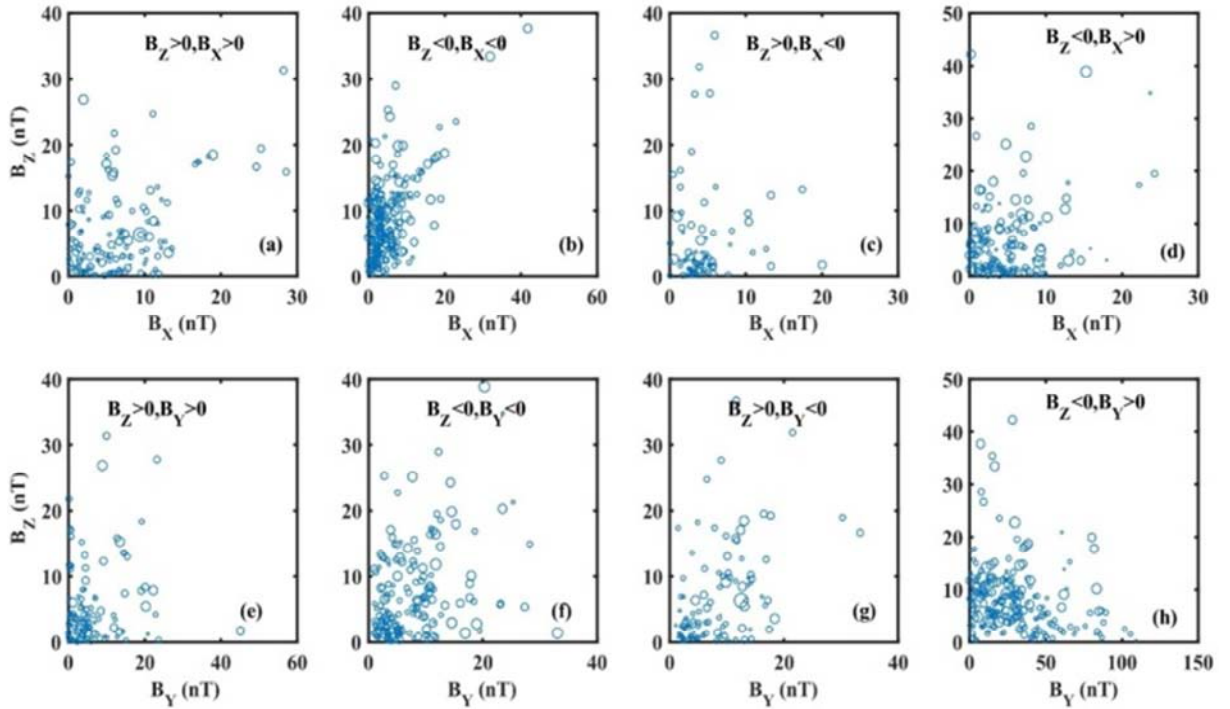 40
30
20
10
0
B_Z (nT)
B_Z>0,B_X>0
(a)
0 10 20 30
B_X (nT)
40
30
20
10
0
B_Z<0,B_X<0
(b)
0 20 40 60
B_X (nT)
40
30
20
10
0
B_Z>0,B_X<0
(c)
0 10 20 30
B_X (nT)
50
40
30
20
10
0
B_Z<0,B_X>0
(d)
0 10 20 30
B_X (nT)
40
30
20
10
0
B_Z (nT)
B_Z>0,B_Y>0
(e)
0 20 40 60
B_Y (nT)
40
30
20
10
0
B_Z<0,B_Y<0
(f)
0 20 40
B_Y (nT)
40
30
20
10
0
B_Z>0,B_Y<0
(g)
0 20 40
B_Y (nT)
50
40
30
20
10
0
B_Z<0,B_Y>0
(h)
0 50 100 150
B_Y (nT)